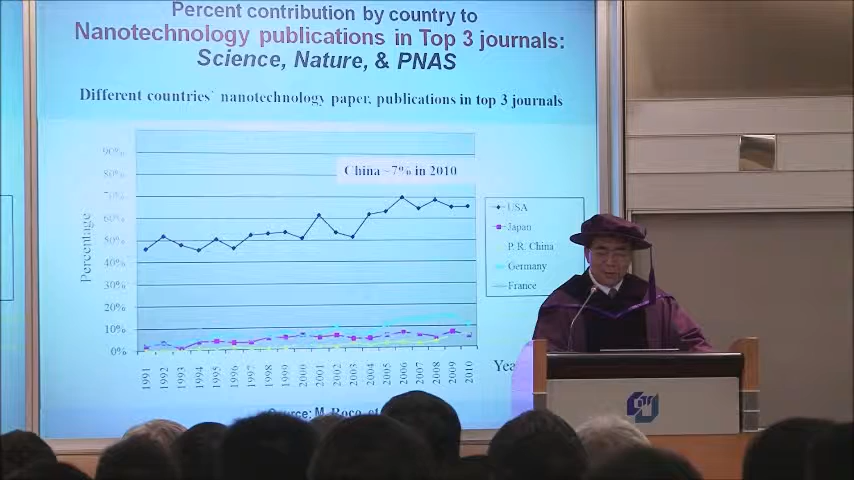 Percent contribution by country to
Nanotechnology publications in Top 3 journals:
Science, Nature, & PNAS
Different countries` nanotechnology paper, publications in top 3 journals
90%
80%
70%
60%
50%
40%
30%
20%
10%
0%
Percentage
China ~7% in 2010
USA
Japan
P. R. China
Germany
France
1991
1992
1993
1994
1995
1996
1997
1998
1999
2000
2001
2002
2003
2004
2005
2006
2007
2008
2009
2010
Source: M. Roco, et